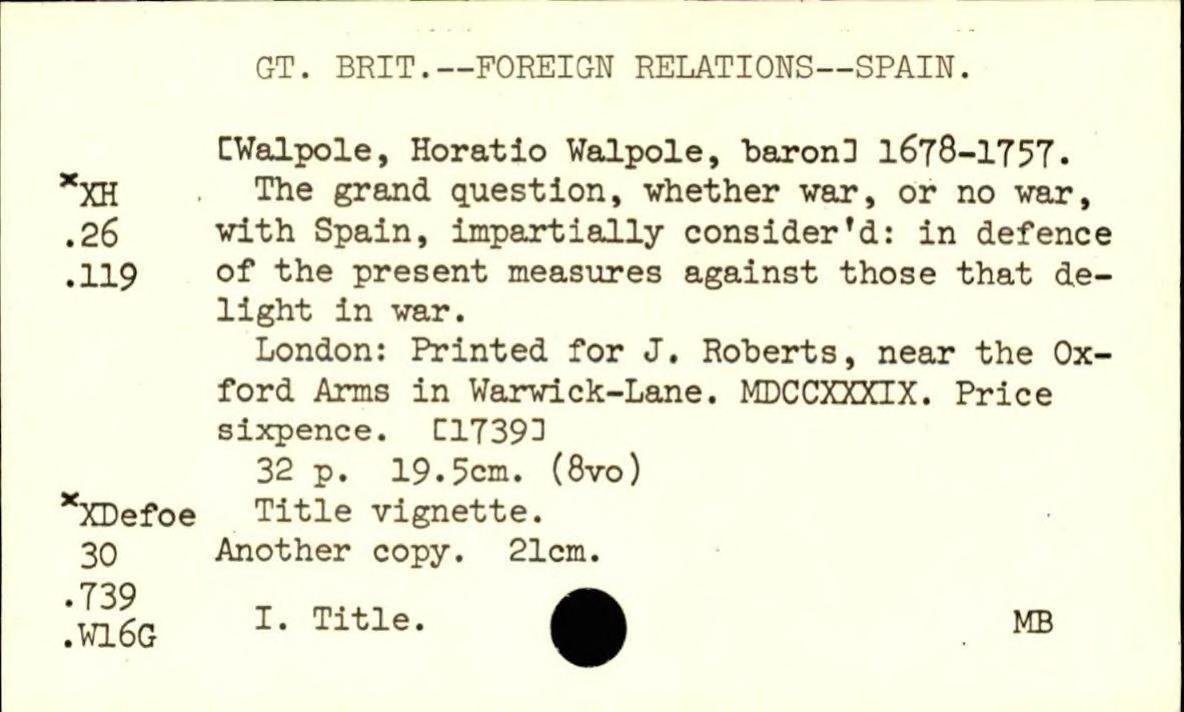 GT. BRIT.--FOREIGN RELATIONS--SPAIN.
[Walpole, Horatio Walpole, baron] 1678-1757.
*XH The grand question, whether war, or no war,
.26 with Spain, impartially consider'd: in defence
.119 of the present measures against those that de-
light in war.
London: Printed for J. Roberts, near the Ox-
ford Arms in Warwick-Lane. MDCCXXXIX. Price
sixpence. [1739]
32 p. 19.5cm. (8vo)
*XDefoe Title vignette.
30 Another copy. 21cm.
.739
I. Title. MB
.W16G